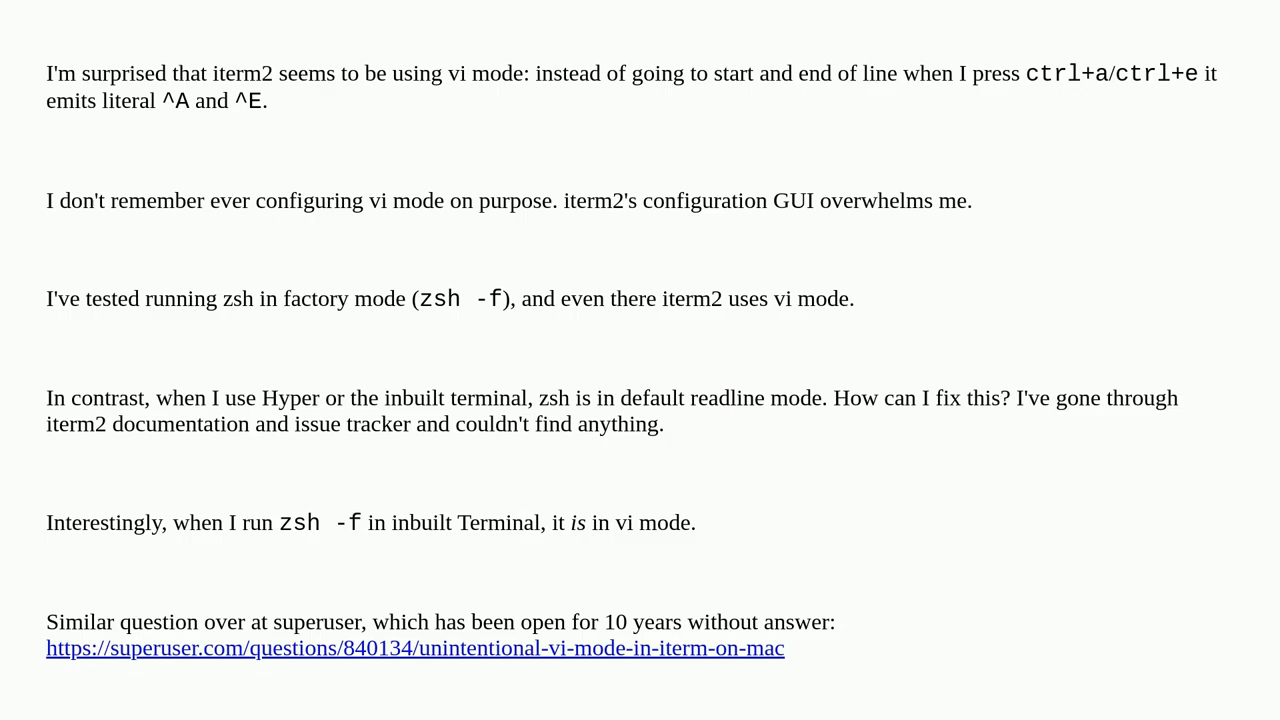 I'm surprised that iterm2 seems to be using vi mode: instead of going to start and end of line when I press ctrl+a/ctrl+e it
emits literal ^A and ^E.
I don't remember ever configuring vi mode on purpose. iterm2's configuration GUI overwhelms me.
I've tested running zsh in factory mode (zsh -f), and even there iterm2 uses vi mode.
In contrast, when I use Hyper or the inbuilt terminal, zsh is in default readline mode. How can I fix this? I've gone through
iterm2 documentation and issue tracker and couldn't find anything.
Interestingly, when I run zsh -f in inbuilt Terminal, it is in vi mode.
Similar question over at superuser, which has been open for 10 years without answer:
https://superuser.com/questions/840134/unintentional-vi-mode-in-iterm-on-mac